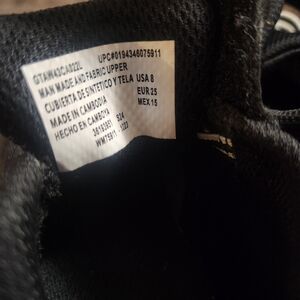 GTAW43CA022L UPC#0194346075911
MAN MADE AND FABRIC UPPER
CUBIERTA DE SINTETICO Y TELA
MADE IN CAMBODIA
HECHO EN CAMBOYA
USA 8
EUR 25
MEX 15